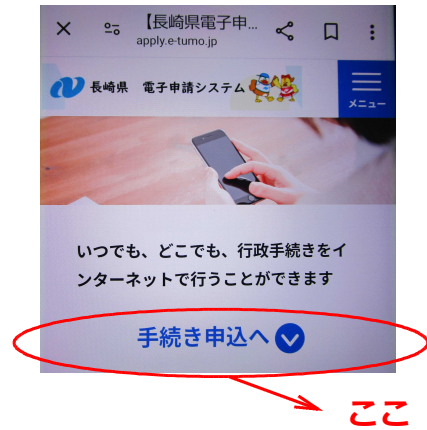 【長崎県電子申...
apply.e-tumo.jp
長崎県 電子申請システム
メニュー
いつでも、どこでも、行政手続きをイ
ンターネットで行うことができます
手続き申込へ
ここ